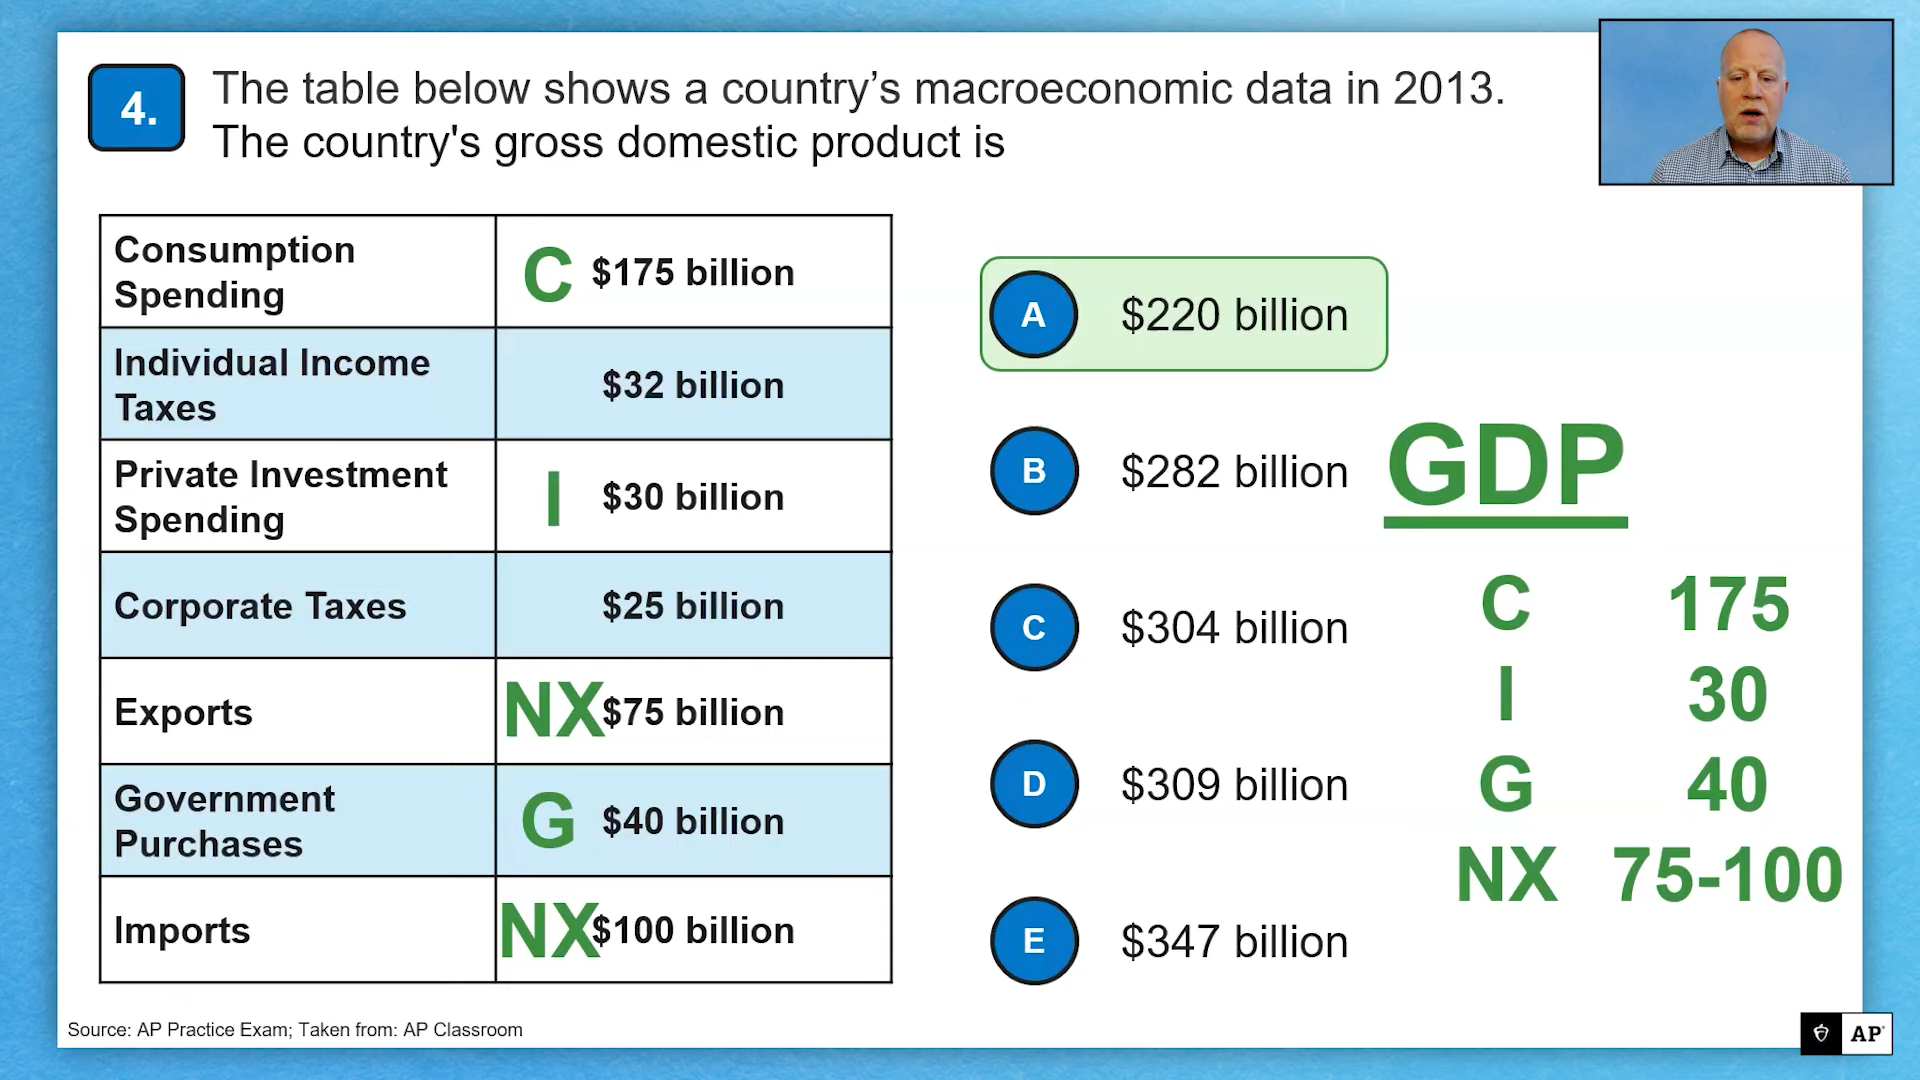 4.
The table below shows a country’s macroeconomic data in 2013.
The country's gross domestic product is
Consumption
Spending
C $175 billion
Individual Income
Taxes
$32 billion
Private Investment
Spending
I $30 billion
Corporate Taxes
$25 billion
Exports
NX $75 billion
Government
Purchases
G $40 billion
Imports
NX $100 billion
A $220 billion
B $282 billion
C $304 billion
D $309 billion
E $347 billion
GDP
C 175
I 30
G 40
NX 75-100
Source: AP Practice Exam; Taken from: AP Classroom
AP